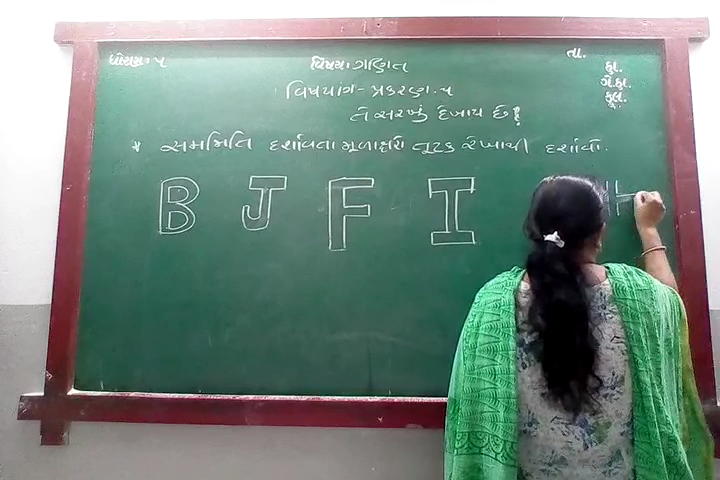 ધોરણ: ૫
વિષય: ગણિત
તા.
વિષયાંગ - પ્રકરણ. ૫
હા.
ગે.હા.
કુલ.
તે સરખું દેખાય છે!
* સમમિતિ દર્શાવતા મૂળાક્ષરો તૂટક રેખાથી દર્શાવો.
B J F I